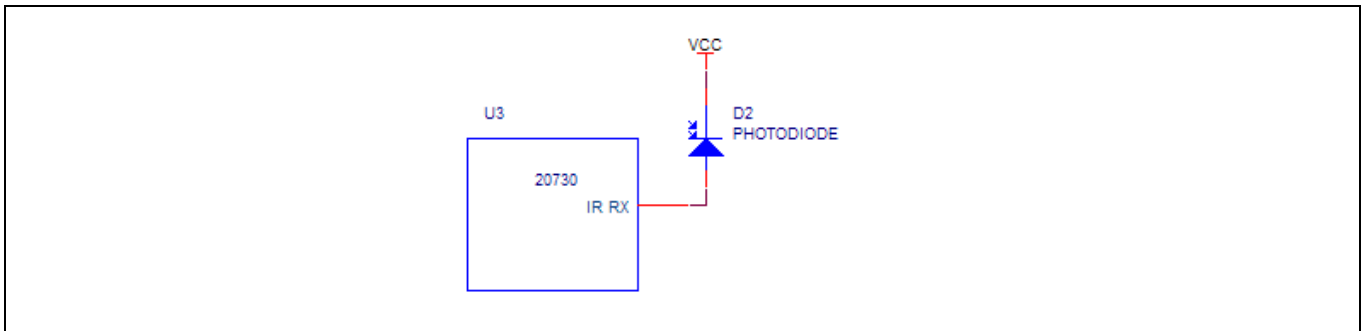 VCC
U3
D2
PHOTODIODE
20730
IR RX